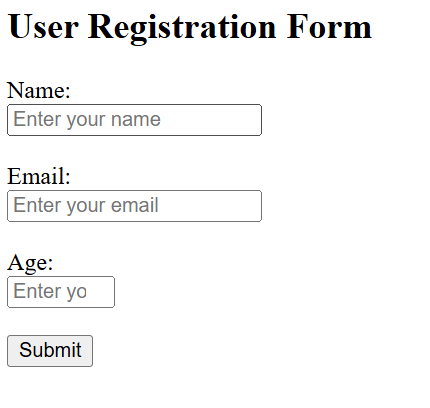 User Registration Form
Name:
Enter your name
Email:
Enter your email
Age:
Enter yo
Submit